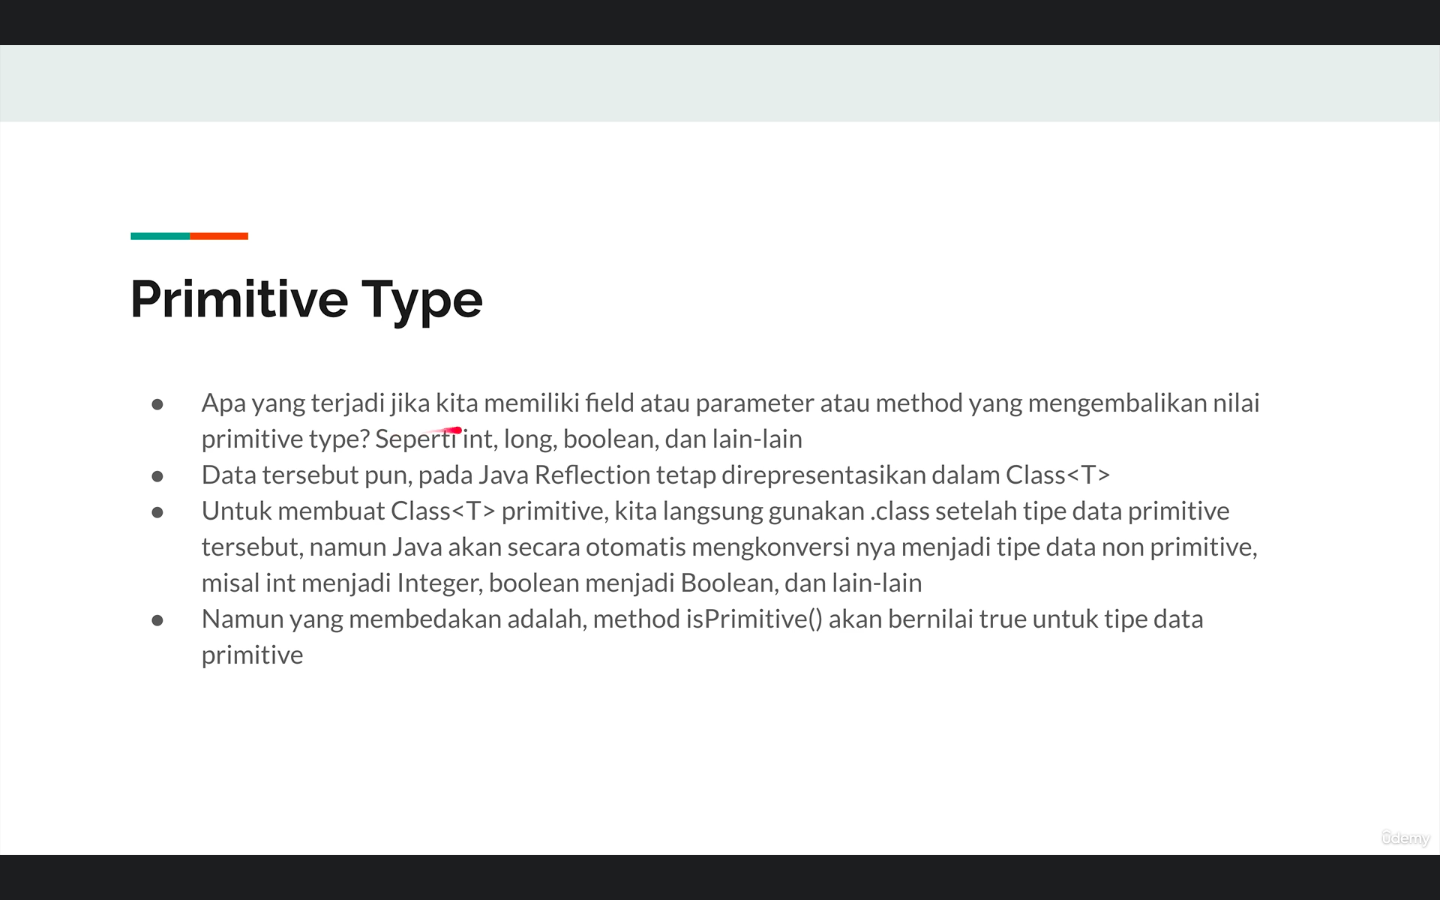 Primitive Type
● Apa yang terjadi jika kita memiliki field atau parameter atau method yang mengembalikan nilai
primitive type? Seperti int, long, boolean, dan lain-lain
● Data tersebut pun, pada Java Reflection tetap direpresentasikan dalam Class<T>
● Untuk membuat Class<T> primitive, kita langsung gunakan .class setelah tipe data primitive
tersebut, namun Java akan secara otomatis mengkonversi nya menjadi tipe data non primitive,
misal int menjadi Integer, boolean menjadi Boolean, dan lain-lain
● Namun yang membedakan adalah, method isPrimitive() akan bernilai true untuk tipe data
primitive
ûdemy